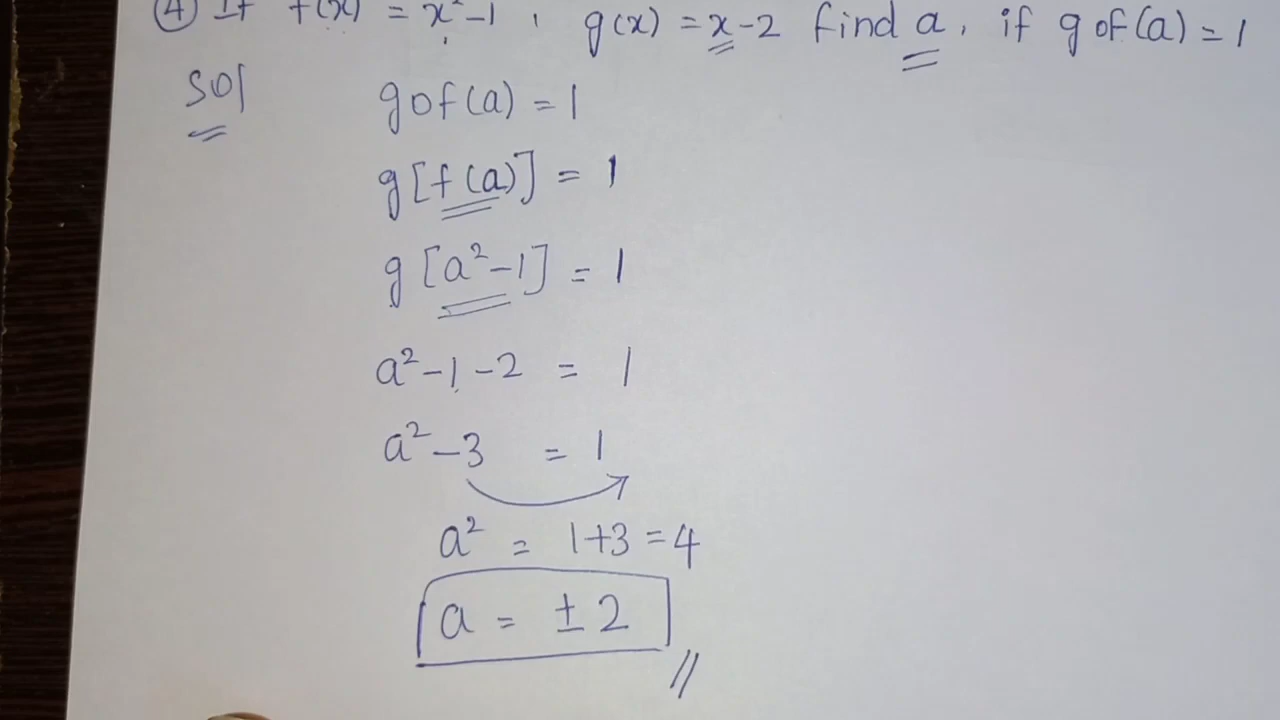 ④ If f(x) = x²-1, g(x) = x-2 find a, if gof(a) = 1
Sol
gof(a) = 1
g[f(a)] = 1
g[a²-1] = 1
a²-1-2 = 1
a²-3 = 1
a² = 1+3 = 4
a = ±2